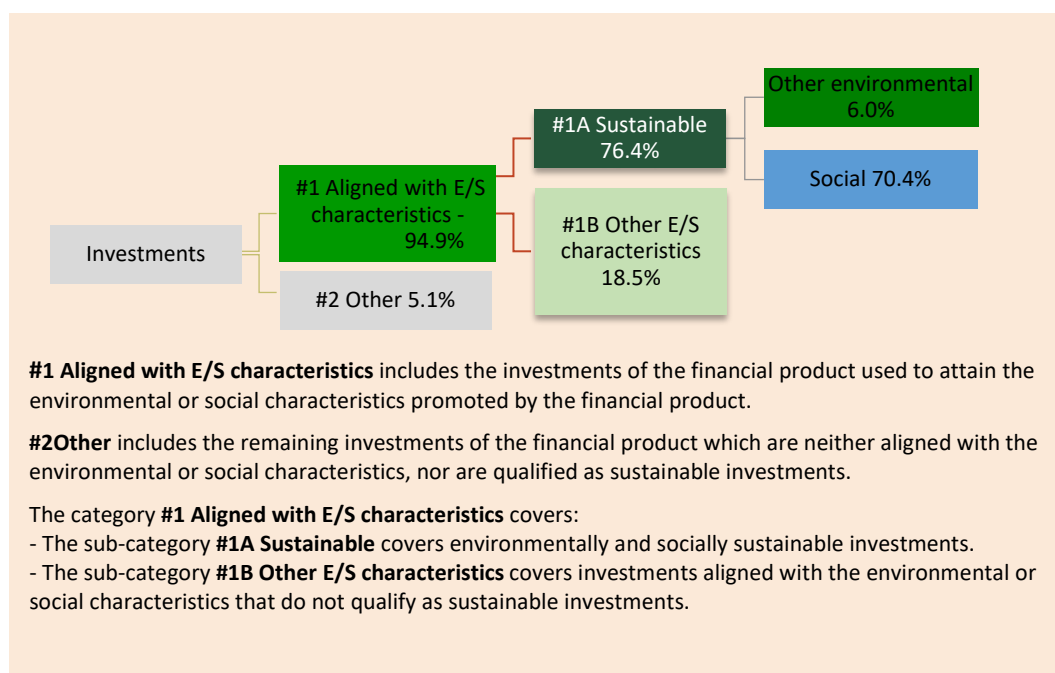 Other environmental
6.0%
#1A Sustainable
76.4%
Social 70.4%
#1 Aligned with E/S
characteristics -
94.9%
#1B Other E/S
characteristics
18.5%
Investments
#2 Other 5.1%
#1 Aligned with E/S characteristics includes the investments of the financial product used to attain the
environmental or social characteristics promoted by the financial product.
#2Other includes the remaining investments of the financial product which are neither aligned with the
environmental or social characteristics, nor are qualified as sustainable investments.
The category #1 Aligned with E/S characteristics covers:
- The sub-category #1A Sustainable covers environmentally and socially sustainable investments.
- The sub-category #1B Other E/S characteristics covers investments aligned with the environmental or
social characteristics that do not qualify as sustainable investments.